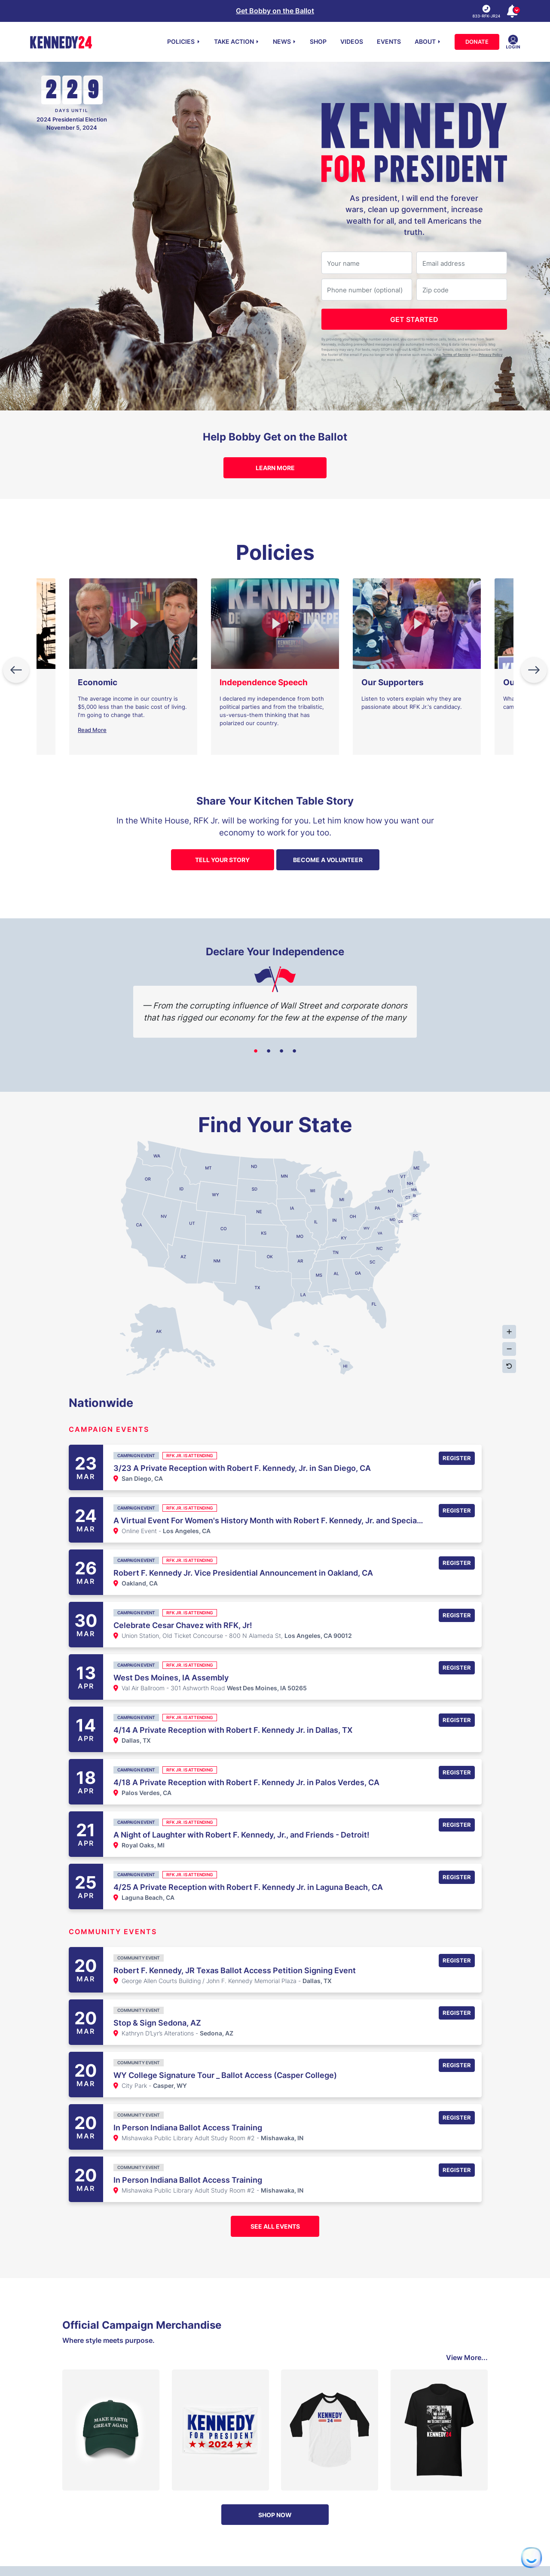 Get Bobby on the Ballot
833-RFK-JR24
KENNEDY24
POLICIES
TAKE ACTION
NEWS
SHOP
VIDEOS
EVENTS
ABOUT
DONATE
LOGIN
2 2 9
DAYS UNTIL
2024 Presidential Election
November 5, 2024
KENNEDY
FOR PRESIDENT
As president, I will end the forever
wars, clean up government, increase
wealth for all, and tell Americans the
truth.
Your name
Email address
Phone number (optional)
Zip code
GET STARTED
Help Bobby Get on the Ballot
LEARN MORE
Policies
Economic
The average income in our country is
$5,000 less than the basic cost of living.
I'm going to change that.
Read More
Independence Speech
I declared my independence from both
political parties and from the tribalistic,
us-versus-them thinking that has
polarized our country.
Our Supporters
Listen to voters explain why they are
passionate about RFK Jr.'s candidacy.
Share Your Kitchen Table Story
In the White House, RFK Jr. will be working for you. Let him know how you want our
economy to work for you too.
TELL YOUR STORY
BECOME A VOLUNTEER
Declare Your Independence
— From the corrupting influence of Wall Street and corporate donors
that has rigged our economy for the few at the expense of the many
Find Your State
WA
OR
CA
ID
NV
MT
WY
UT
AZ
CO
NM
ND
SD
NE
KS
OK
TX
MN
IA
MO
AR
LA
WI
IL
MS
MI
IN
KY
TN
AL
OH
WV
GA
FL
SC
NC
VA
PA
NY
VT
NH
ME
MA
RI
CT
NJ
DE
MD
DC
AK
HI
Nationwide
CAMPAIGN EVENTS
23 MAR
CAMPAIGN EVENT RFK JR. IS ATTENDING
3/23 A Private Reception with Robert F. Kennedy, Jr. in San Diego, CA
San Diego, CA
REGISTER
24 MAR
CAMPAIGN EVENT RFK JR. IS ATTENDING
A Virtual Event For Women's History Month with Robert F. Kennedy, Jr. and Specia...
Online Event - Los Angeles, CA
REGISTER
26 MAR
CAMPAIGN EVENT RFK JR. IS ATTENDING
Robert F. Kennedy Jr. Vice Presidential Announcement in Oakland, CA
Oakland, CA
REGISTER
30 MAR
CAMPAIGN EVENT RFK JR. IS ATTENDING
Celebrate Cesar Chavez with RFK, Jr!
Union Station, Old Ticket Concourse - 800 N Alameda St, Los Angeles, CA 90012
REGISTER
13 APR
CAMPAIGN EVENT RFK JR. IS ATTENDING
West Des Moines, IA Assembly
Val Air Ballroom - 301 Ashworth Road West Des Moines, IA 50265
REGISTER
14 APR
CAMPAIGN EVENT RFK JR. IS ATTENDING
4/14 A Private Reception with Robert F. Kennedy Jr. in Dallas, TX
Dallas, TX
REGISTER
18 APR
CAMPAIGN EVENT RFK JR. IS ATTENDING
4/18 A Private Reception with Robert F. Kennedy Jr. in Palos Verdes, CA
Palos Verdes, CA
REGISTER
21 APR
CAMPAIGN EVENT RFK JR. IS ATTENDING
A Night of Laughter with Robert F. Kennedy, Jr., and Friends - Detroit!
Royal Oaks, MI
REGISTER
25 APR
CAMPAIGN EVENT RFK JR. IS ATTENDING
4/25 A Private Reception with Robert F. Kennedy Jr. in Laguna Beach, CA
Laguna Beach, CA
REGISTER
COMMUNITY EVENTS
20 MAR
COMMUNITY EVENT
Robert F. Kennedy, JR Texas Ballot Access Petition Signing Event
George Allen Courts Building / John F. Kennedy Memorial Plaza - Dallas, TX
REGISTER
20 MAR
COMMUNITY EVENT
Stop & Sign Sedona, AZ
Kathryn D'Lyr's Alterations - Sedona, AZ
REGISTER
20 MAR
COMMUNITY EVENT
WY College Signature Tour _ Ballot Access (Casper College)
City Park - Casper, WY
REGISTER
20 MAR
COMMUNITY EVENT
In Person Indiana Ballot Access Training
Mishawaka Public Library Adult Study Room #2 - Mishawaka, IN
REGISTER
20 MAR
COMMUNITY EVENT
In Person Indiana Ballot Access Training
Mishawaka Public Library Adult Study Room #2 - Mishawaka, IN
REGISTER
SEE ALL EVENTS
Official Campaign Merchandise
Where style meets purpose.
View More...
MAKE EARTH
GREAT AGAIN
KENNEDY
FOR PRESIDENT
2024
KENNEDY
24
KENNEDY24
SHOP NOW